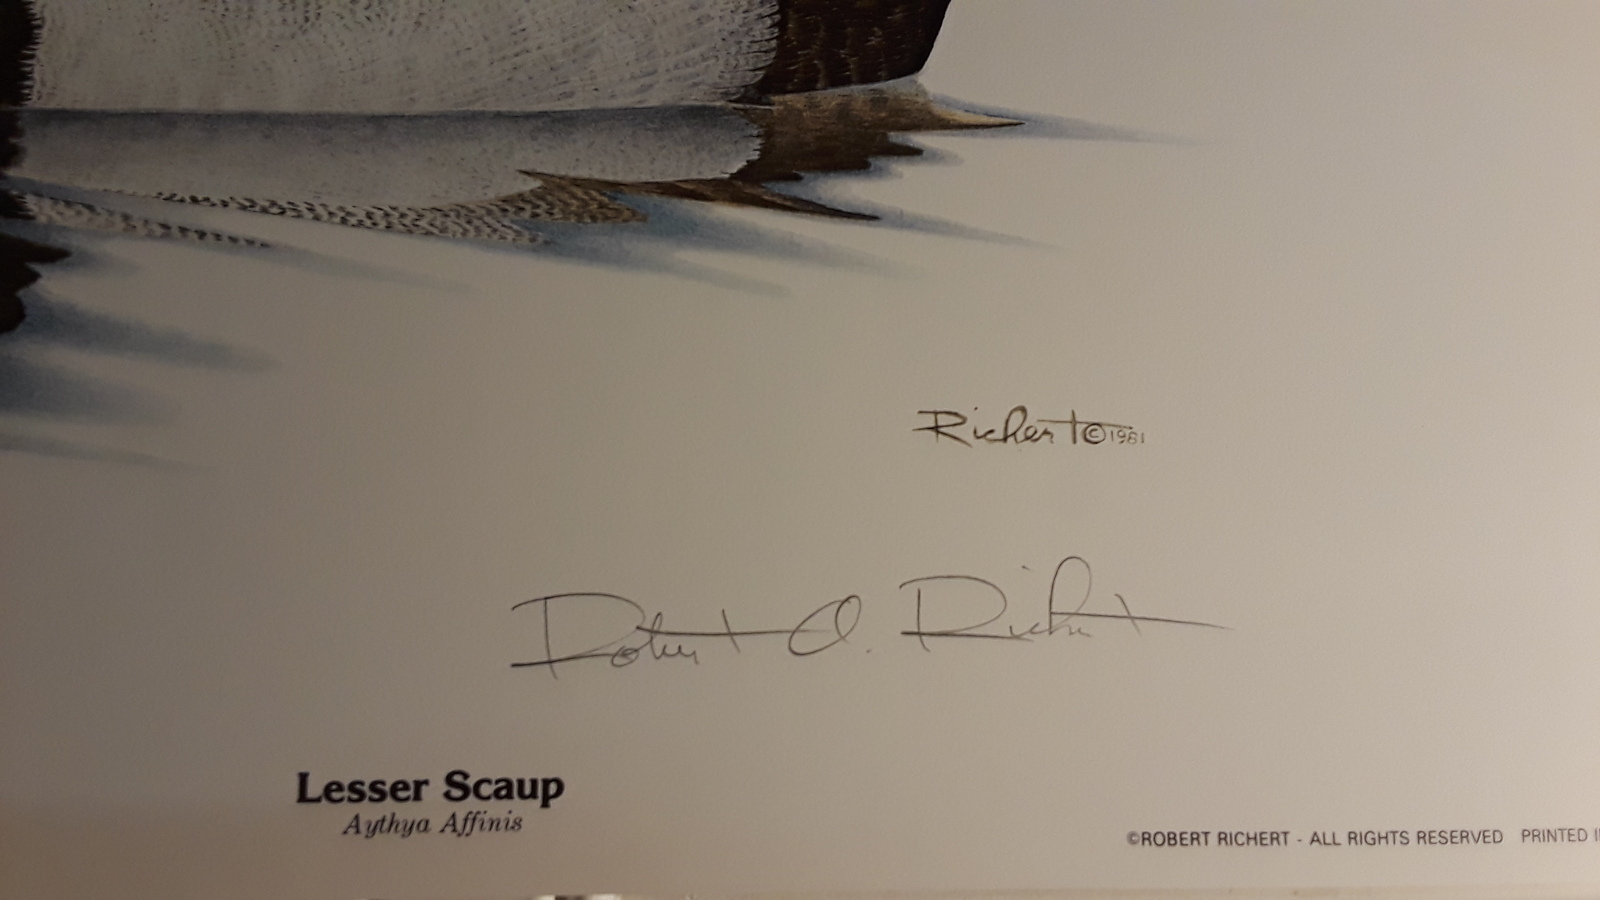 Richert ©1981
Robert O. Richert
Lesser Scaup
Aythya Affinis
©ROBERT RICHERT - ALL RIGHTS RESERVED PRINTED